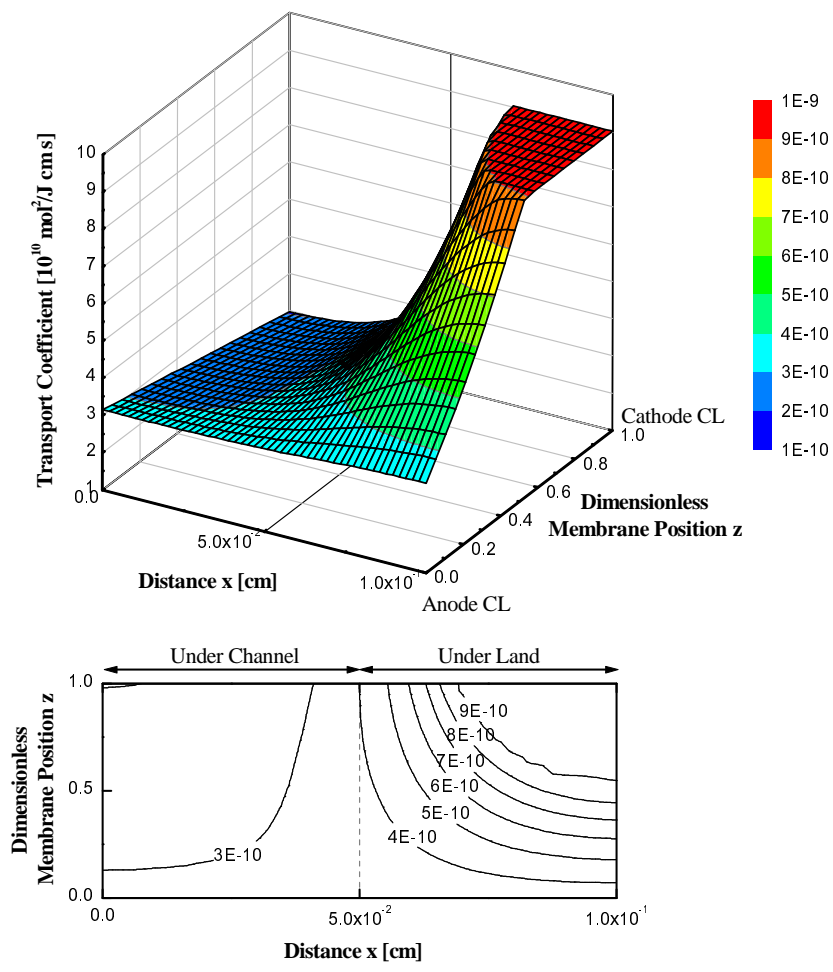 Transport Coefficient [10^10 mol^2/J cm s]
10
9
8
7
6
5
4
3
2
1
0.0
5.0x10^-2
1.0x10^-1
Distance x [cm]
0.0
0.2
0.4
0.6
0.8
1.0
Anode CL
Cathode CL
Dimensionless
Membrane Position z
1E-9
9E-10
8E-10
7E-10
6E-10
5E-10
4E-10
3E-10
2E-10
1E-10
Under Channel
Under Land
Dimensionless
Membrane Position z
1.0
0.5
0.0
9E-10
8E-10
7E-10
6E-10
5E-10
4E-10
3E-10
0.0
5.0x10^-2
1.0x10^-1
Distance x [cm]